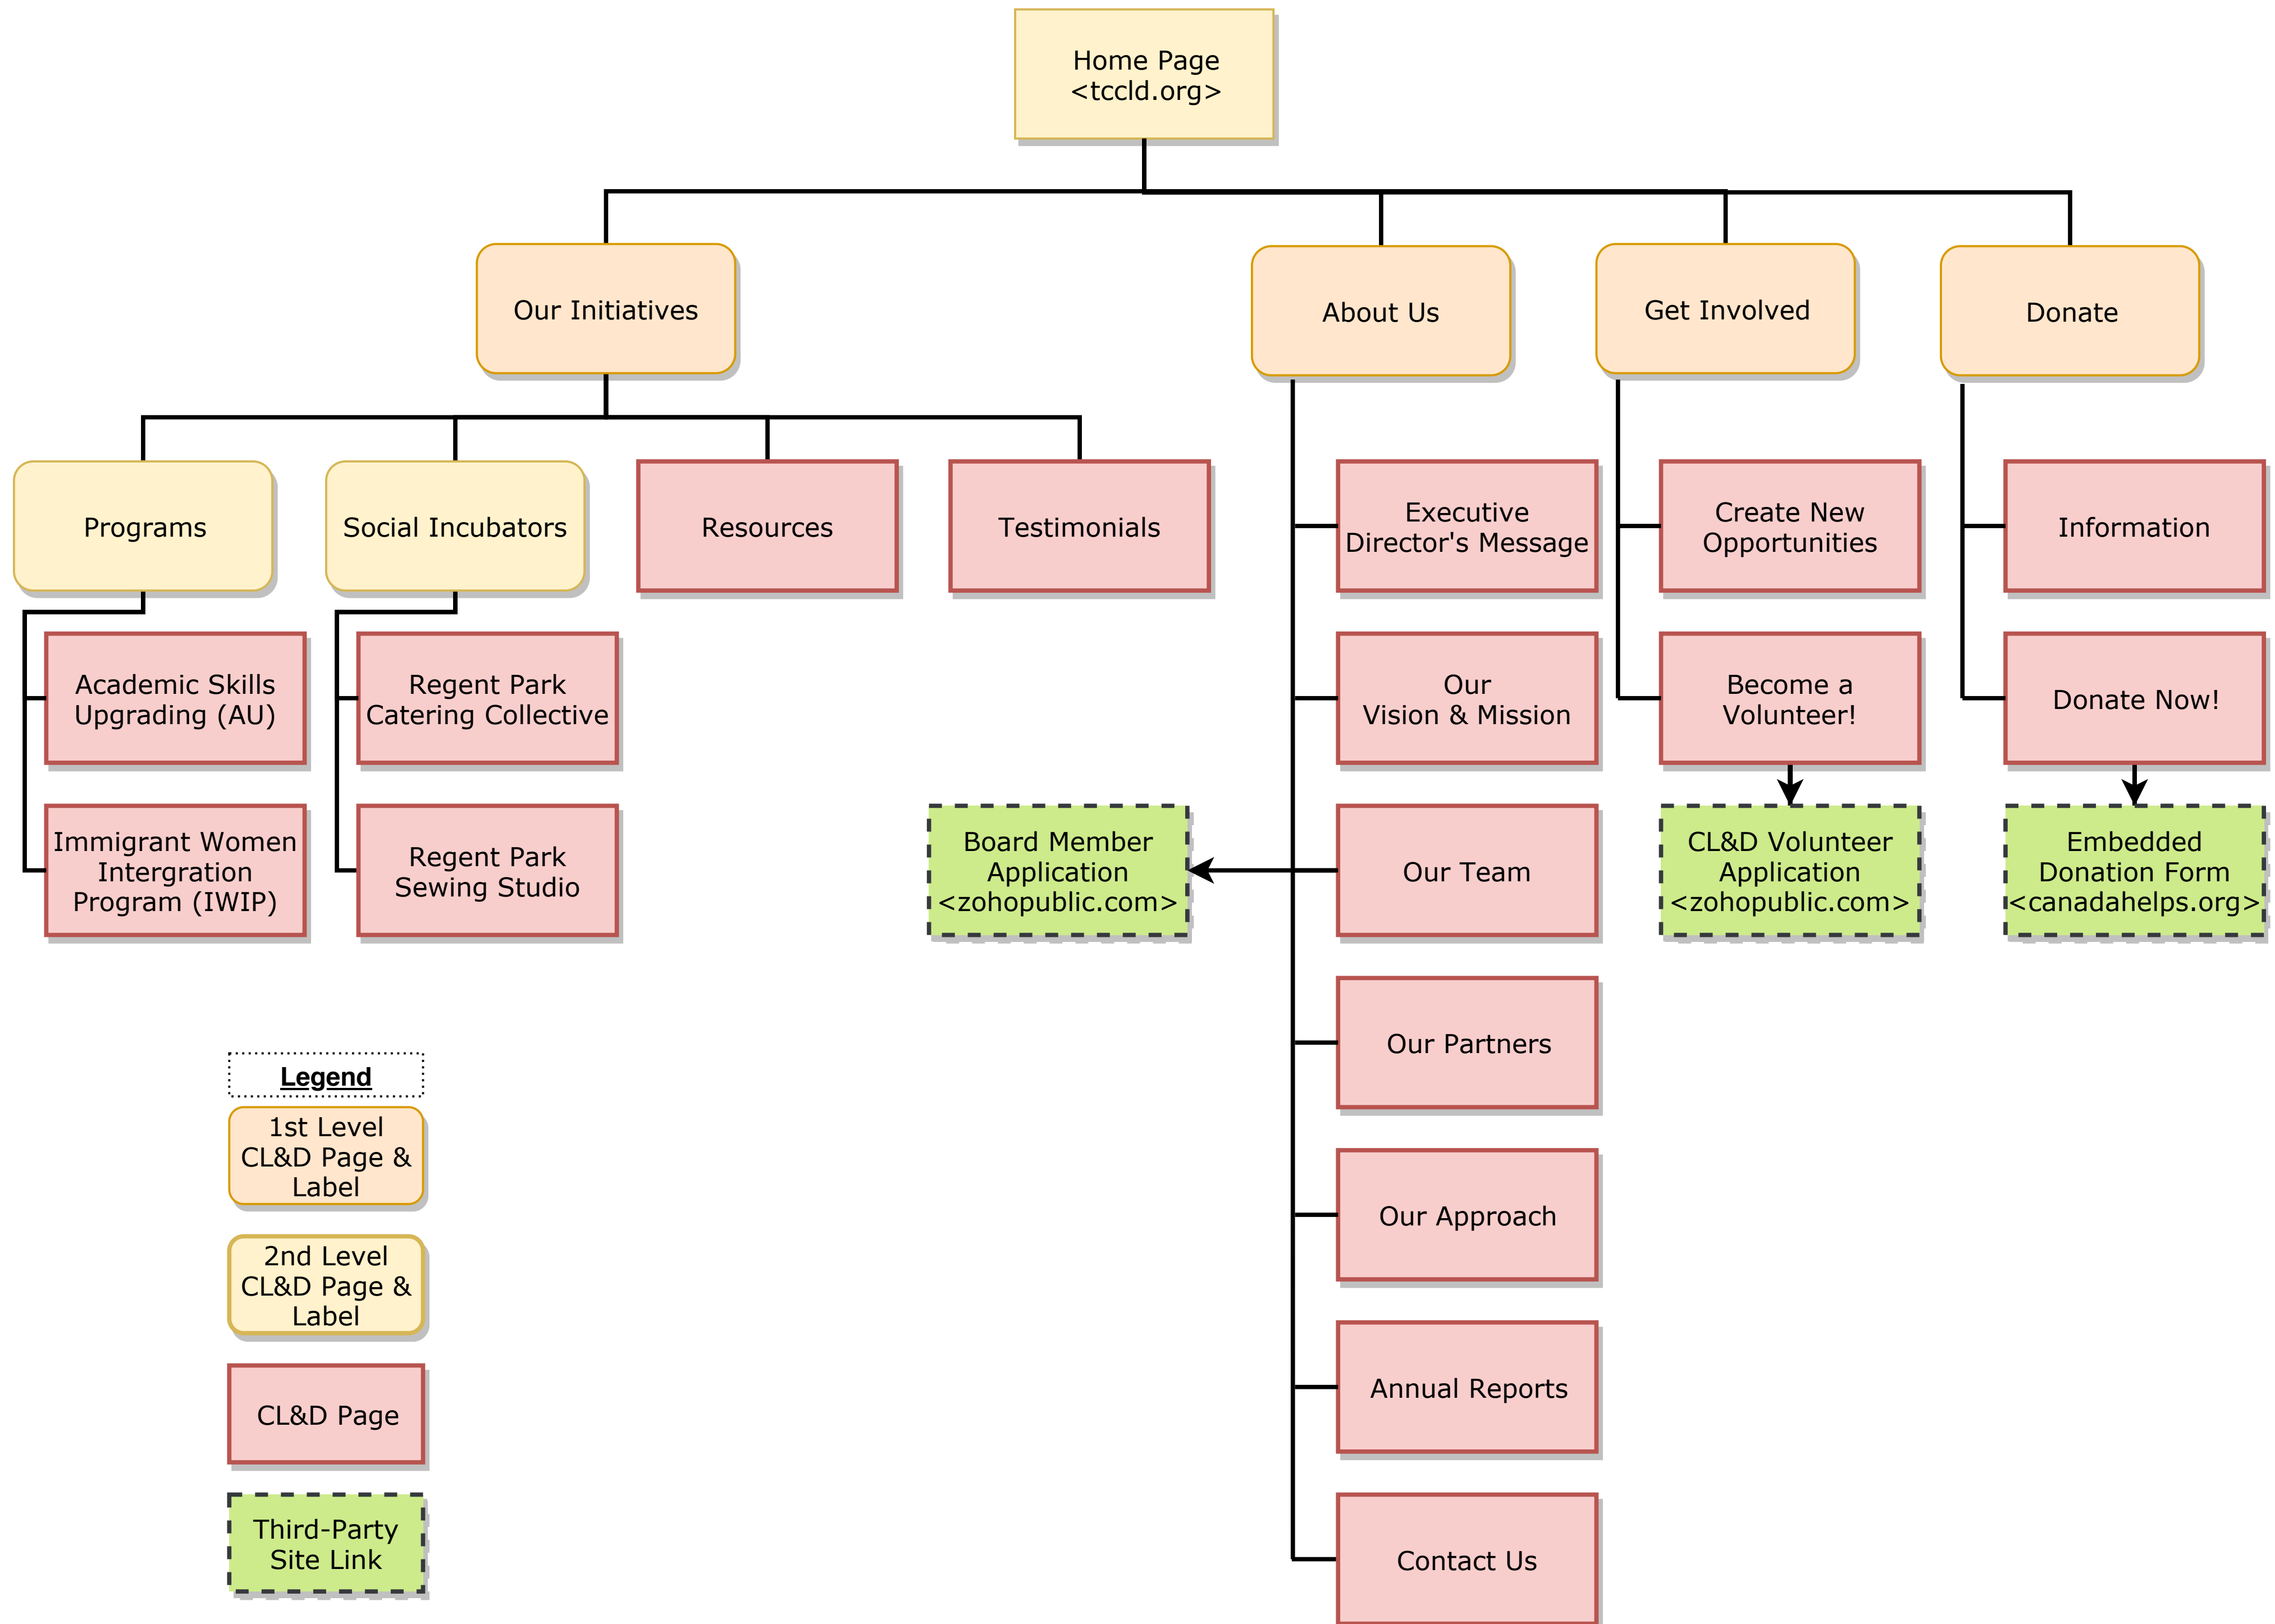 Home Page
<tccld.org>
Our Initiatives
About Us
Get Involved
Donate
Programs
Social Incubators
Resources
Testimonials
Executive
Director's Message
Create New
Opportunities
Information
Academic Skills
Upgrading (AU)
Regent Park
Catering Collective
Our
Vision & Mission
Become a
Volunteer!
Donate Now!
Immigrant Women
Intergration
Program (IWIP)
Regent Park
Sewing Studio
Board Member
Application
<zohopublic.com>
Our Team
CL&D Volunteer
Application
<zohopublic.com>
Embedded
Donation Form
<canadahelps.org>
Our Partners
Our Approach
Annual Reports
Contact Us
Legend
1st Level
CL&D Page &
Label
2nd Level
CL&D Page &
Label
CL&D Page
Third-Party
Site Link